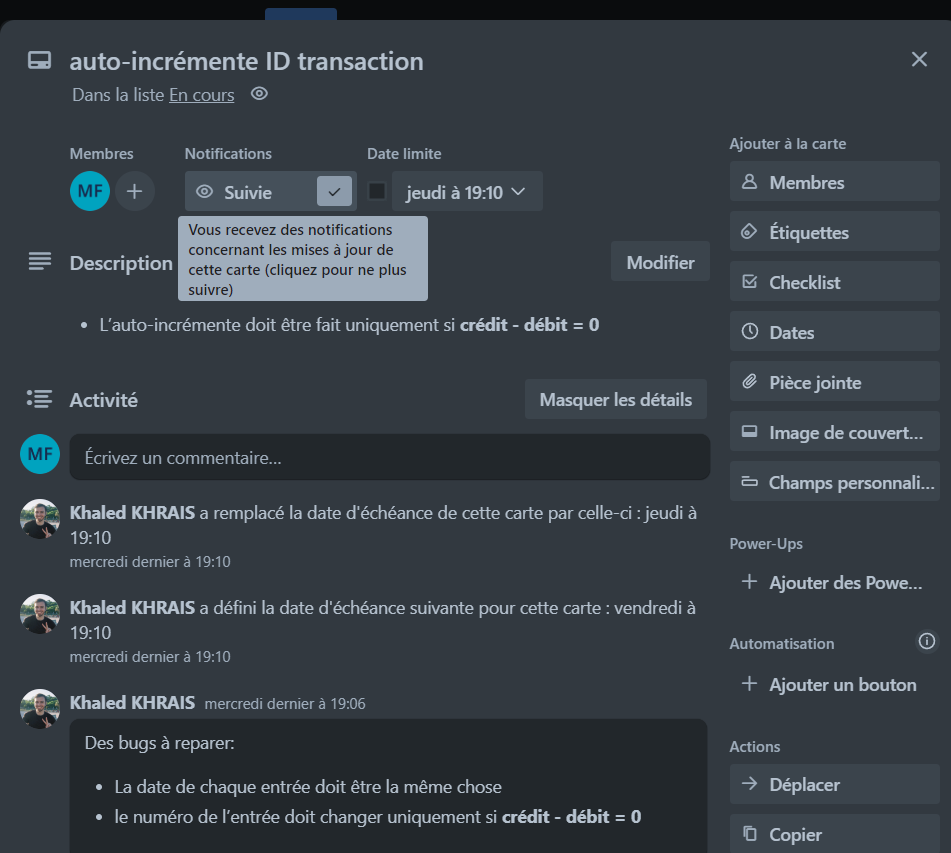 auto-incrémente ID transaction
Dans la liste En cours
Membres
Notifications
Date limite
MF
Suivie
jeudi à 19:10
Vous recevez des notifications
concernant les mises à jour de
cette carte (cliquez pour ne plus
suivre)
Description
Modifier
• L'auto-incrémente doit être fait uniquement si crédit - débit = 0
Activité
Masquer les détails
MF
Écrivez un commentaire...
Khaled KHRAIS a remplacé la date d'échéance de cette carte par celle-ci : jeudi à
19:10
mercredi dernier à 19:10
Khaled KHRAIS a défini la date d'échéance suivante pour cette carte : vendredi à
19:10
mercredi dernier à 19:10
Khaled KHRAIS mercredi dernier à 19:06
Des bugs à reparer:
• La date de chaque entrée doit être la même chose
• le numéro de l'entrée doit changer uniquement si crédit - débit = 0
Ajouter à la carte
Membres
Étiquettes
Checklist
Dates
Pièce jointe
Image de couvert...
Champs personnali...
Power-Ups
Ajouter des Powe...
Automatisation
Ajouter un bouton
Actions
Déplacer
Copier